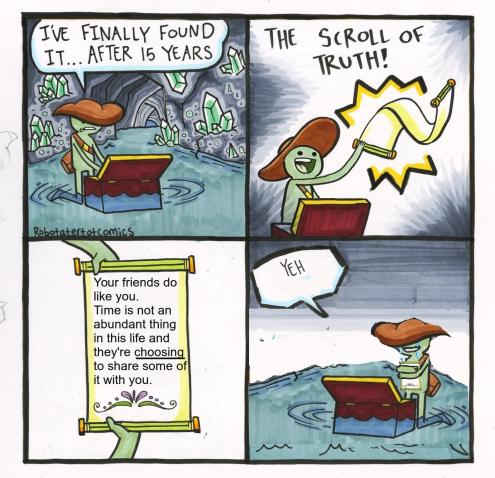 I'VE FINALLY FOUND
IT... AFTER 15 YEARS
THE SCROLL OF
TRUTH!
Robotatertotcomics
Your friends do
like you.
Time is not an
abundant thing
in this life and
they're choosing
to share some of
it with you.
YEH